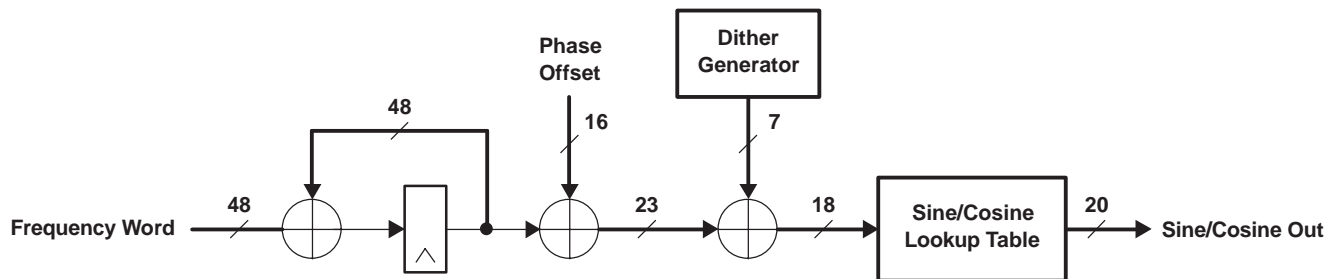 Phase
Offset
Dither
Generator
48
16
7
Frequency Word
48
23
18
Sine/Cosine
Lookup Table
20
Sine/Cosine Out